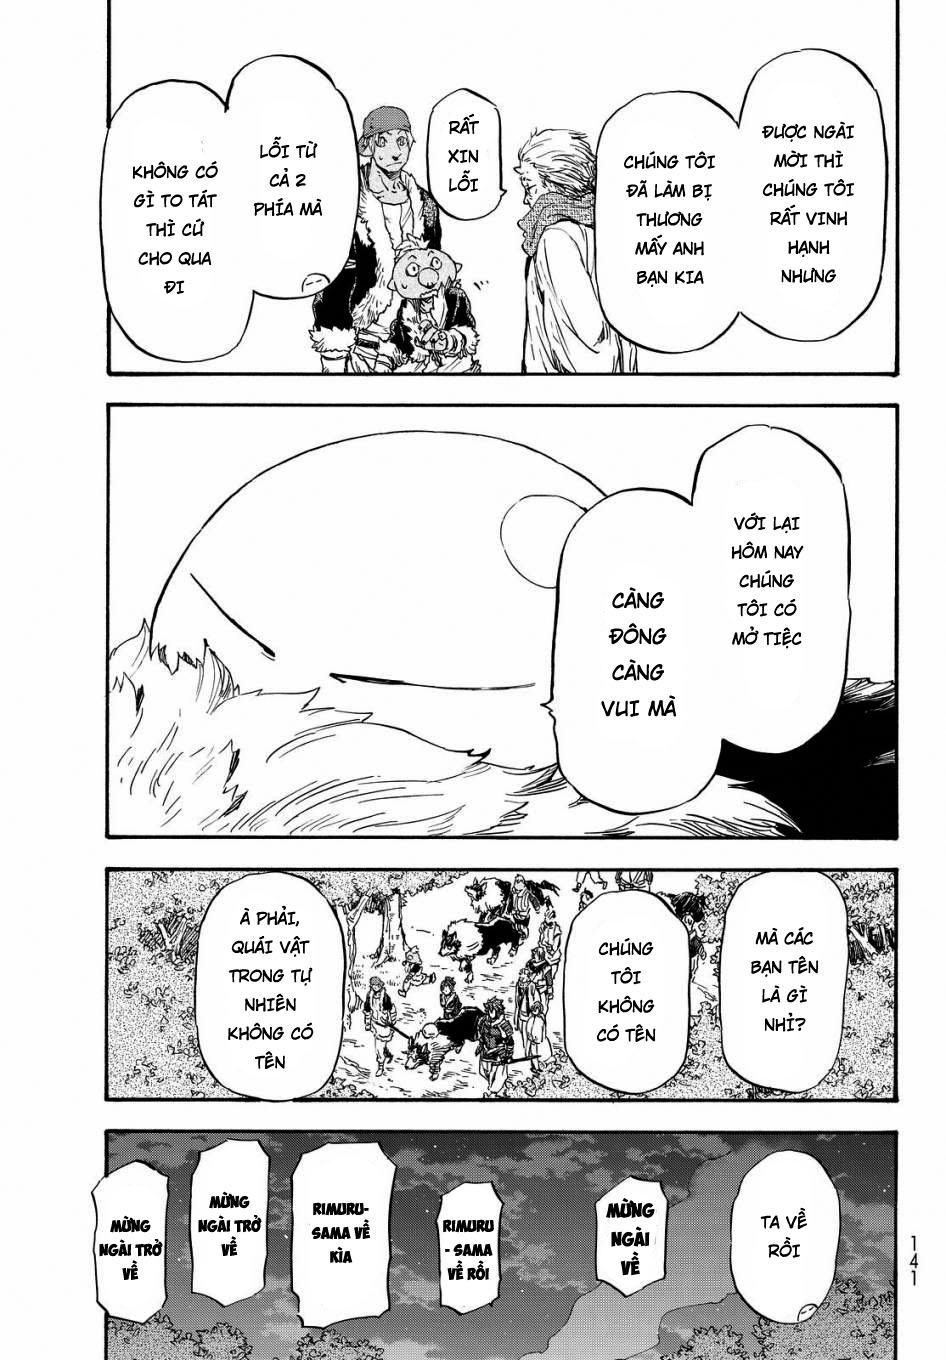 ĐƯỢC NGÀI
MỜI THÌ
CHÚNG TÔI
RẤT VINH
HẠNH
NHƯNG
CHÚNG TÔI
ĐÃ LÀM BỊ
THƯƠNG
MẤY ANH
BẠN KIA
RẤT
XIN
LỖI
LỖI TỪ
CẢ 2
PHÍA MÀ
KHÔNG CÓ
GÌ TO TÁT
THÌ CỨ
CHO QUA
ĐI
VỚI LẠI
HÔM NAY
CHÚNG
TÔI CÓ
MỞ TIỆC
CÀNG
ĐÔNG
CÀNG
VUI MÀ
MÀ CÁC
BẠN TÊN
LÀ GÌ
NHỈ?
CHÚNG
TÔI
KHÔNG
CÓ TÊN
À PHẢI,
QUÁI VẬT
TRONG TỰ
NHIÊN
KHÔNG CÓ
TÊN
TA VỀ
RỒI
MỪNG
NGÀI
VỀ
RIMURU
- SAMA
VỀ RỒI
RIMURU-
SAMA VỀ
KÌA
MỪNG
NGÀI TRỞ
VỀ
MỪNG
NGÀI TRỞ
VỀ
141